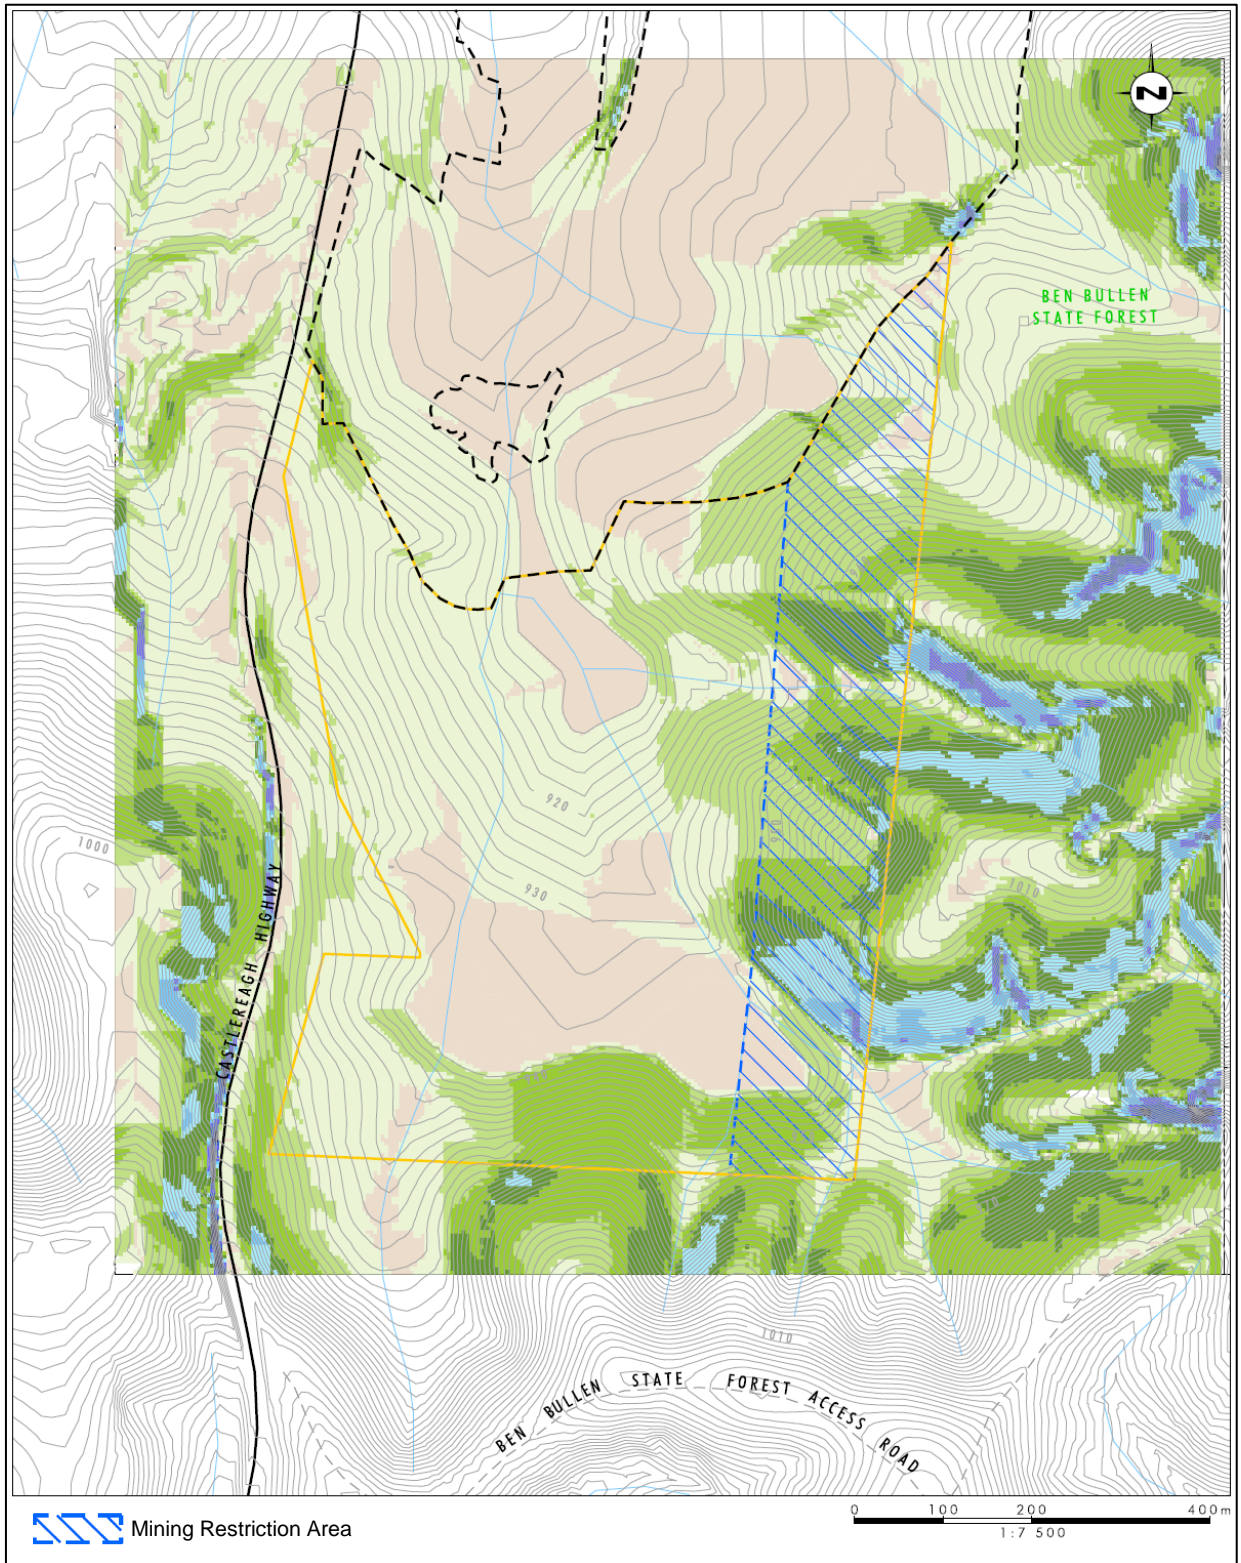 N
BEN BULLEN
STATE FOREST
920
910
1000
930
1010
CASTLEREAGH HIGHWAY
1010
BEN BULLEN STATE FOREST ACCESS ROAD
Mining Restriction Area
0 100 200 400m
1:7 500